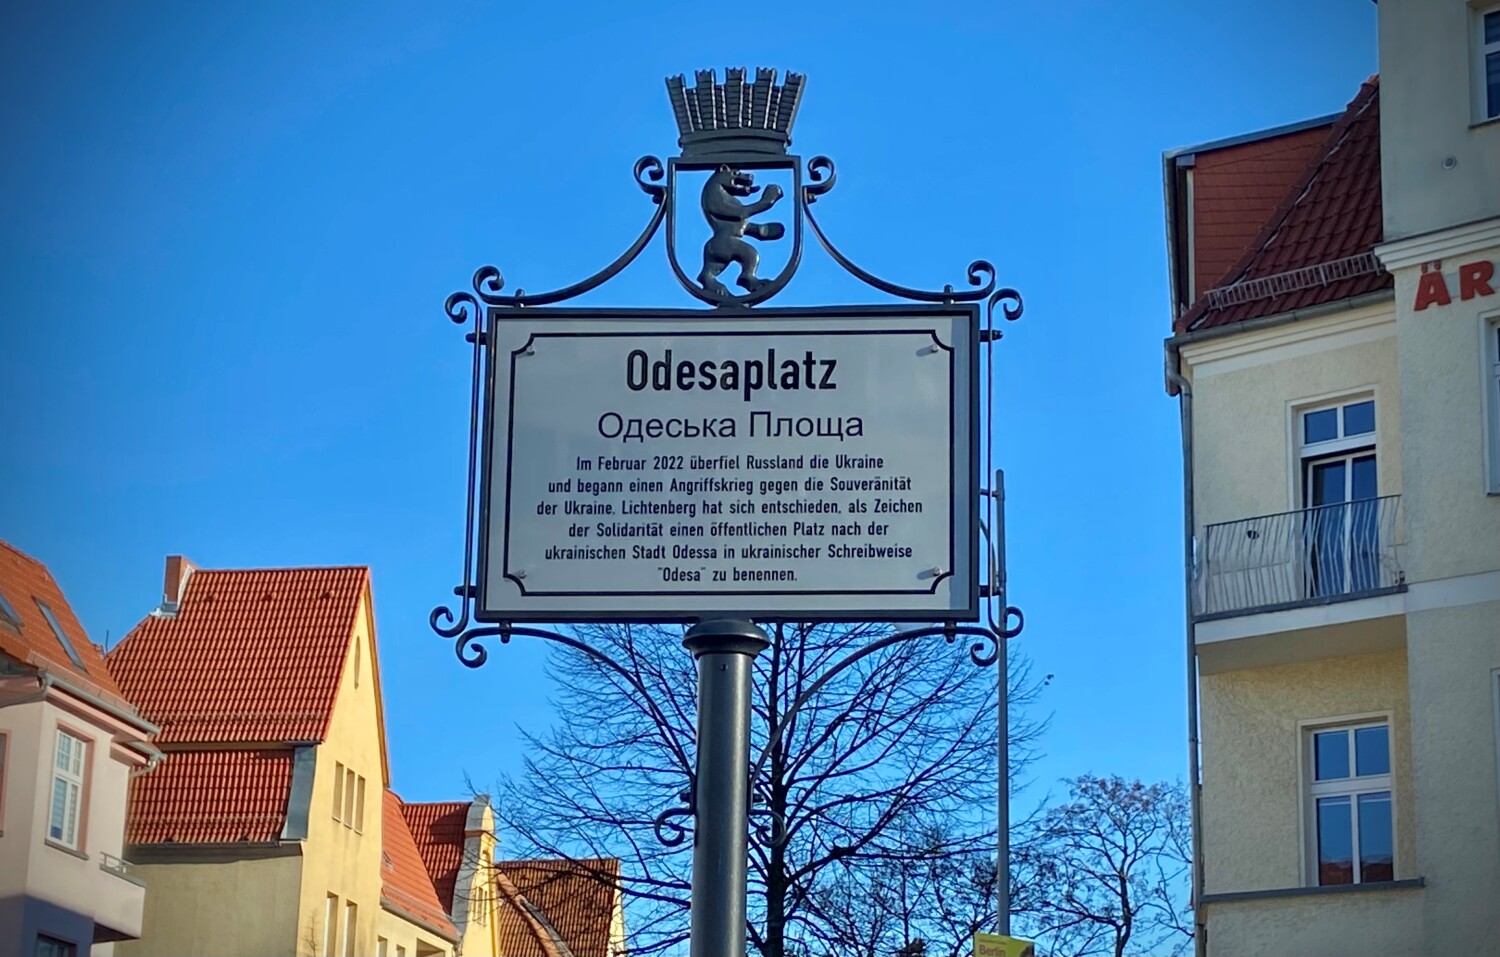 Odesaplatz
Одеська Площа
Im Februar 2022 überfiel Russland die Ukraine
und begann einen Angriffskrieg gegen die Souveränität
der Ukraine. Lichtenberg hat sich entschieden, als Zeichen
der Solidarität einen öffentlichen Platz nach der
ukrainischen Stadt Odessa in ukrainischer Schreibweise
"Odesa" zu benennen.
ÄR
Berlin